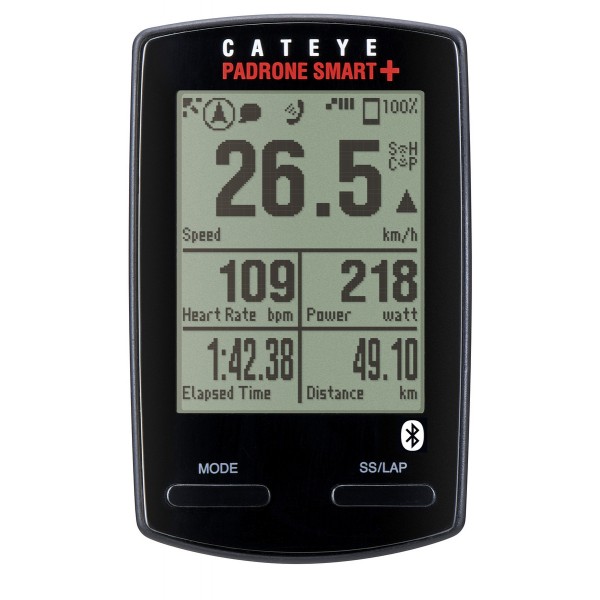 CATEYE
PADRONE SMART+
100%
26.5
S H
C P
Speed km/h
109 218
Heart Rate bpm Power watt
1:42.38 49.10
Elapsed Time Distance km
MODE SS/LAP